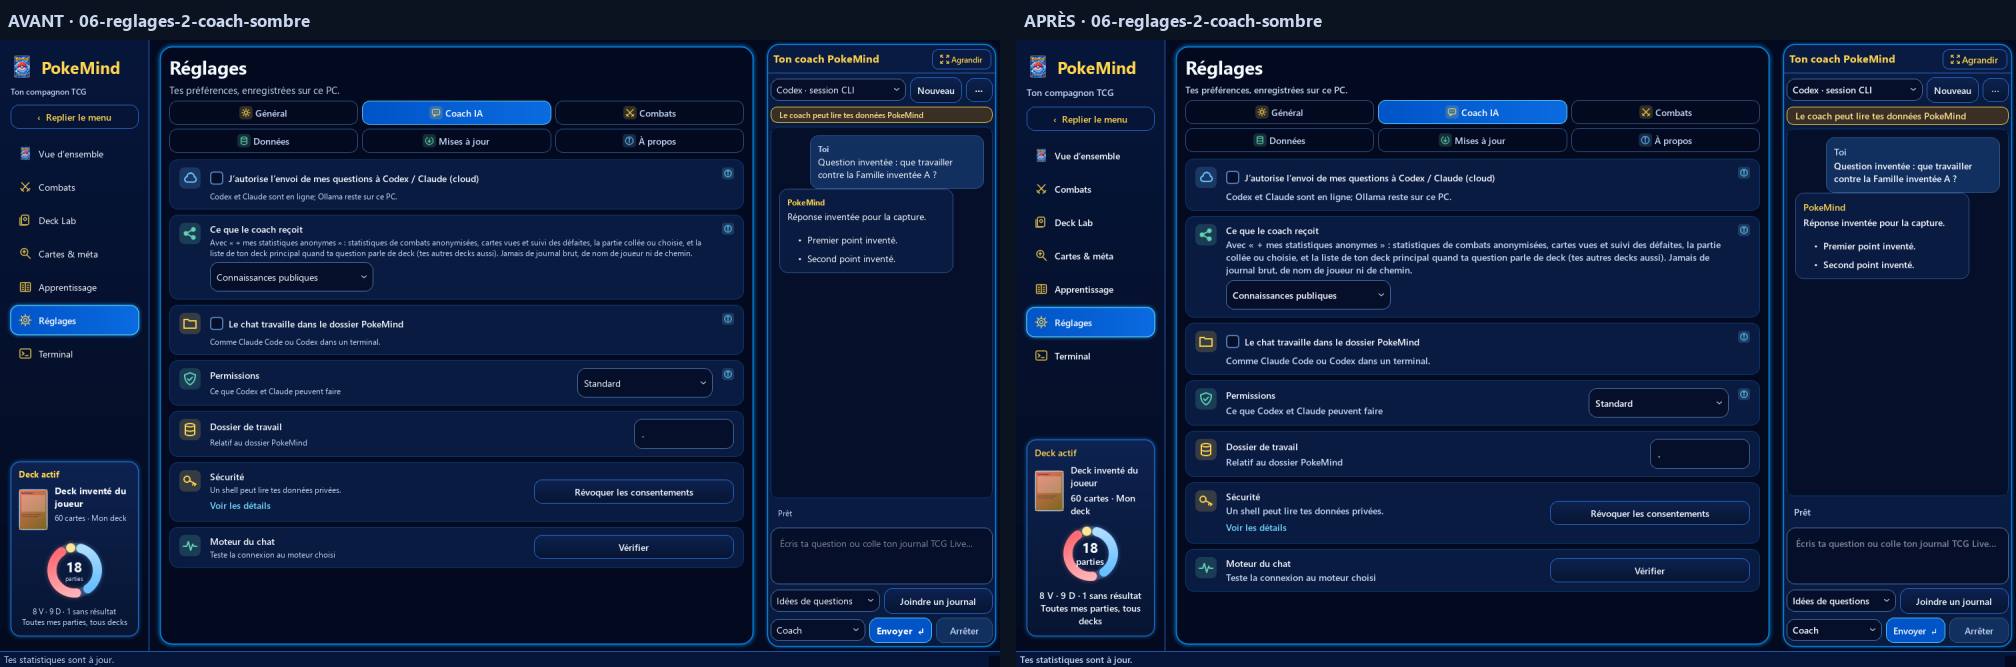 AVANT · 06-reglages-2-coach-sombre
PokeMind
Ton compagnon TCG
‹ Replier le menu
Vue d'ensemble
Combats
Deck Lab
Cartes & méta
Apprentissage
Réglages
Terminal
Deck actif
Deck inventé du
joueur
60 cartes · Mon deck
18
parties
8 V · 9 D · 1 sans résultat
Toutes mes parties, tous decks
Réglages
Tes préférences, enregistrées sur ce PC.
Général
Coach IA
Combats
Données
Mises à jour
À propos
J'autorise l'envoi de mes questions à Codex / Claude (cloud)
Codex et Claude sont en ligne; Ollama reste sur ce PC.
Ce que le coach reçoit
Avec « + mes statistiques anonymes » : statistiques de combats anonymisées, cartes vues et suivi des défaites, la partie collée ou choisie, et la
liste de ton deck principal quand ta question parle de deck (tes autres decks aussi). Jamais de journal brut, de nom de joueur ni de chemin.
Connaissances publiques
Le chat travaille dans le dossier PokeMind
Comme Claude Code ou Codex dans un terminal.
Permissions
Ce que Codex et Claude peuvent faire
Standard
Dossier de travail
Relatif au dossier PokeMind
.
Sécurité
Un shell peut lire tes données privées.
Voir les détails
Révoquer les consentements
Moteur du chat
Teste la connexion au moteur choisi
Vérifier
Ton coach PokeMind
Agrandir
Codex · session CLI
Nouveau
...
Le coach peut lire tes données PokeMind
Toi
Question inventée : que travailler
contre la Famille inventée A ?
PokeMind
Réponse inventée pour la capture.
• Premier point inventé.
• Second point inventé.
Prêt
Écris ta question ou colle ton journal TCG Live...
Idées de questions
Joindre un journal
Coach
Envoyer ↲
Arrêter
Tes statistiques sont à jour.
APRÈS · 06-reglages-2-coach-sombre
PokeMind
Ton compagnon TCG
‹ Replier le menu
Vue d'ensemble
Combats
Deck Lab
Cartes & méta
Apprentissage
Réglages
Terminal
Deck actif
Deck inventé du
joueur
60 cartes · Mon
deck
18
parties
8 V · 9 D · 1 sans résultat
Toutes mes parties, tous
decks
Réglages
Tes préférences, enregistrées sur ce PC.
Général
Coach IA
Combats
Données
Mises à jour
À propos
J'autorise l'envoi de mes questions à Codex / Claude (cloud)
Codex et Claude sont en ligne; Ollama reste sur ce PC.
Ce que le coach reçoit
Avec « + mes statistiques anonymes » : statistiques de combats anonymisées, cartes vues et suivi des défaites, la partie
collée ou choisie, et la liste de ton deck principal quand ta question parle de deck (tes autres decks aussi). Jamais de
journal brut, de nom de joueur ni de chemin.
Connaissances publiques
Le chat travaille dans le dossier PokeMind
Comme Claude Code ou Codex dans un terminal.
Permissions
Ce que Codex et Claude peuvent faire
Standard
Dossier de travail
Relatif au dossier PokeMind
.
Sécurité
Un shell peut lire tes données privées.
Voir les détails
Révoquer les consentements
Moteur du chat
Teste la connexion au moteur choisi
Vérifier
Ton coach PokeMind
Agrandir
Codex · session CLI
Nouveau
...
Le coach peut lire tes données PokeMind
Toi
Question inventée : que travailler
contre la Famille inventée A ?
PokeMind
Réponse inventée pour la capture.
• Premier point inventé.
• Second point inventé.
Prêt
Écris ta question ou colle ton journal TCG Live...
Idées de questions
Joindre un journal
Coach
Envoyer ↲
Arrêter
Tes statistiques sont à jour.